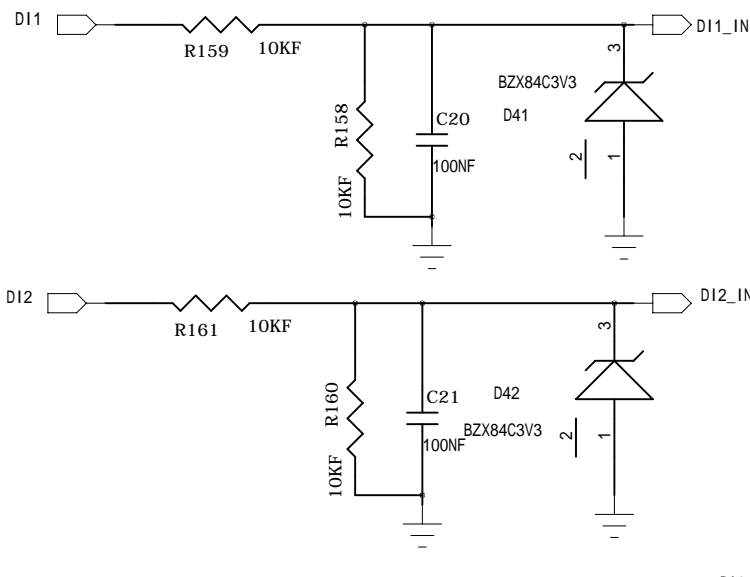 DI1
R159 10KF
DI1_IN
3
BZX84C3V3
D41
R158
10KF
C20
100NF
2
1
DI2
R161 10KF
DI2_IN
3
R160
10KF
C21
100NF
D42
BZX84C3V3
2
1